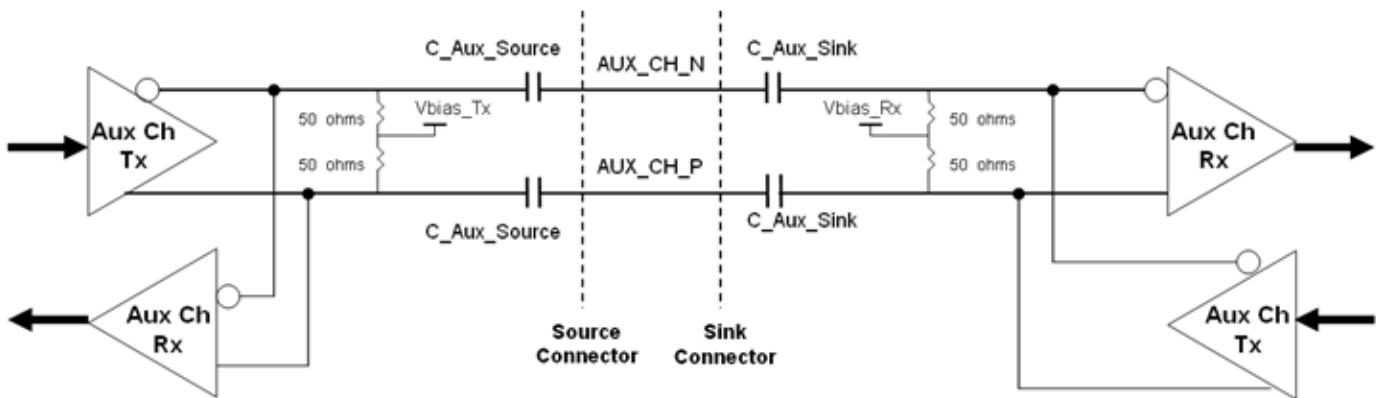 C_Aux_Source
C_Aux_Sink
AUX_CH_N
Aux Ch
Tx
50 ohms
Vbias_Tx
50 ohms
Vbias_Rx
50 ohms
50 ohms
Aux Ch
Rx
AUX_CH_P
C_Aux_Source
C_Aux_Sink
Aux Ch
Rx
Source
Connector
Sink
Connector
Aux Ch
Tx